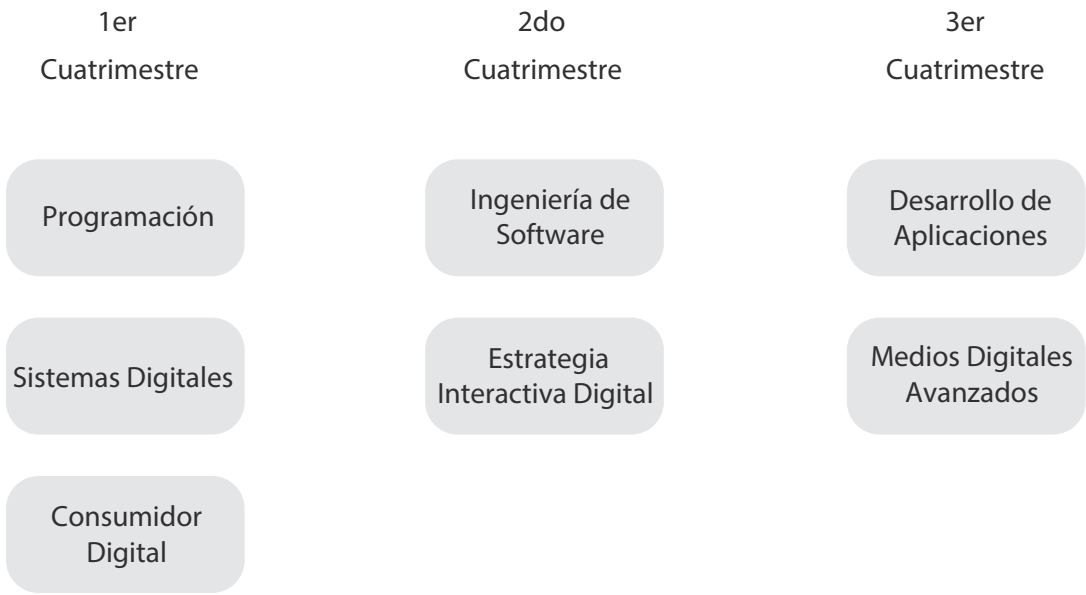 1er
Cuatrimestre
2do
Cuatrimestre
3er
Cuatrimestre
Programación
Ingeniería de
Software
Desarrollo de
Aplicaciones
Sistemas Digitales
Estrategia
Interactiva Digital
Medios Digitales
Avanzados
Consumidor
Digital